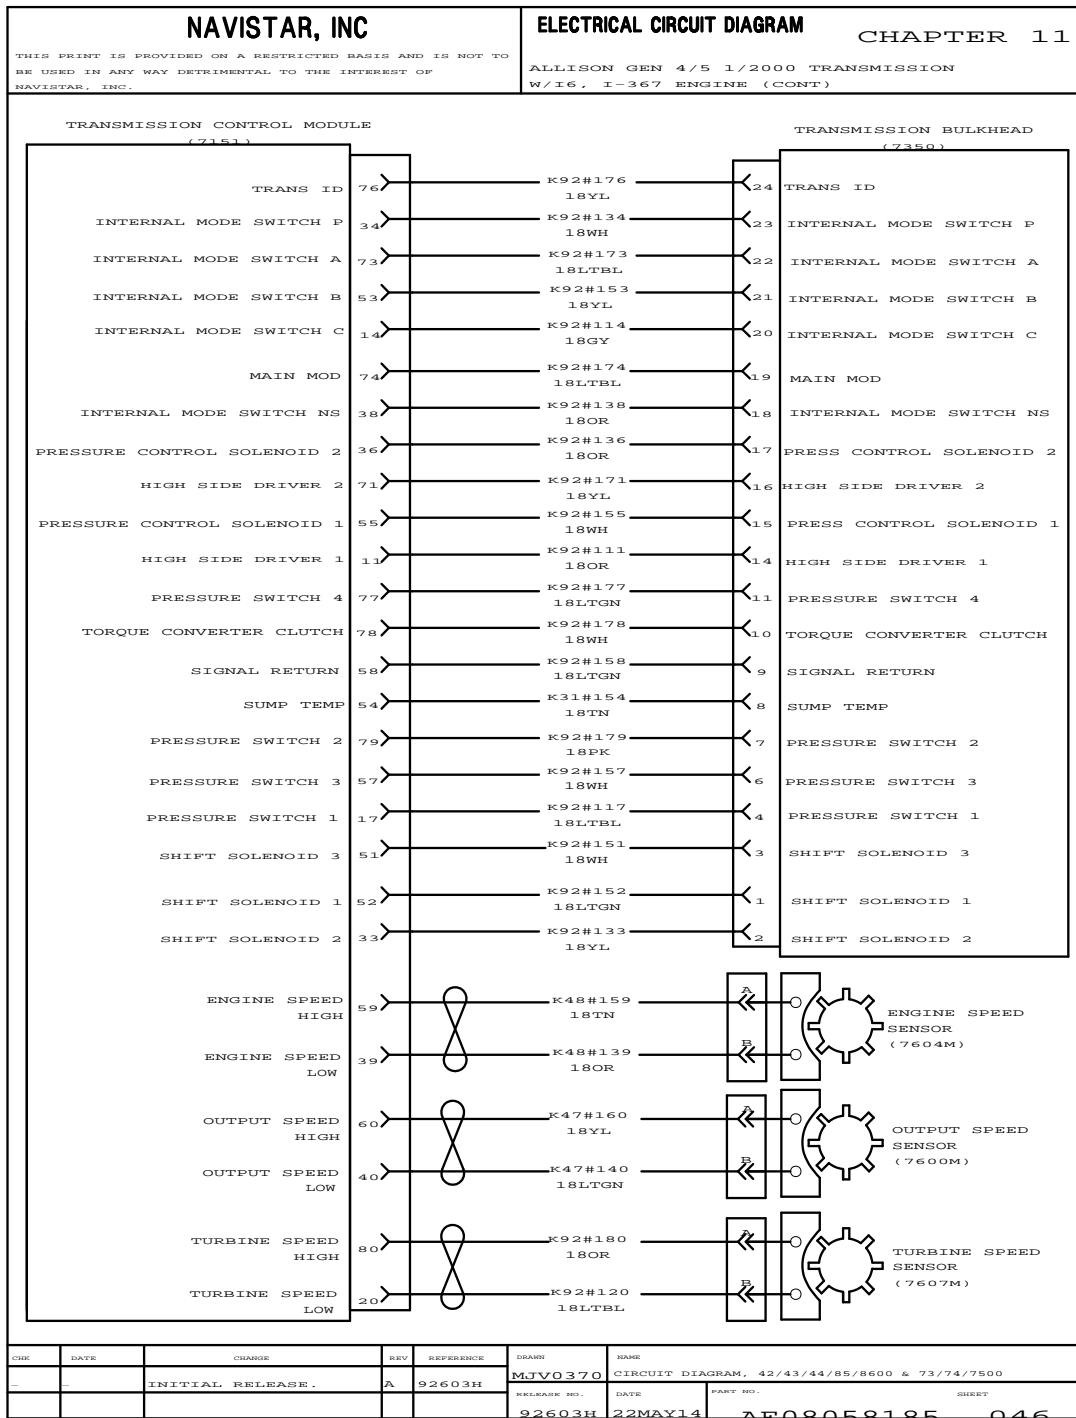 NAVISTAR, INC
THIS PRINT IS PROVIDED ON A RESTRICTED BASIS AND IS NOT TO
BE USED IN ANY WAY DETRIMENTAL TO THE INTEREST OF
NAVISTAR, INC.
ELECTRICAL CIRCUIT DIAGRAM
CHAPTER 11
ALLISON GEN 4/5 1/2000 TRANSMISSION
W/I6, I-367 ENGINE (CONT)
TRANSMISSION CONTROL MODULE
(7151)
TRANSMISSION BULKHEAD
(7350)
TRANS ID 76 K92#176 24 TRANS ID
18YL
INTERNAL MODE SWITCH P 34 K92#134 23 INTERNAL MODE SWITCH P
18WH
INTERNAL MODE SWITCH A 73 K92#173 22 INTERNAL MODE SWITCH A
18LTBL
INTERNAL MODE SWITCH B 53 K92#153 21 INTERNAL MODE SWITCH B
18YL
INTERNAL MODE SWITCH C 14 K92#114 20 INTERNAL MODE SWITCH C
18GY
MAIN MOD 74 K92#174 19 MAIN MOD
18LTBL
INTERNAL MODE SWITCH NS 38 K92#138 18 INTERNAL MODE SWITCH NS
18OR
PRESSURE CONTROL SOLENOID 2 36 K92#136 17 PRESS CONTROL SOLENOID 2
18OR
HIGH SIDE DRIVER 2 71 K92#171 16 HIGH SIDE DRIVER 2
18YL
PRESSURE CONTROL SOLENOID 1 55 K92#155 15 PRESS CONTROL SOLENOID 1
18WH
HIGH SIDE DRIVER 1 11 K92#111 14 HIGH SIDE DRIVER 1
18OR
PRESSURE SWITCH 4 77 K92#177 11 PRESSURE SWITCH 4
18LTGN
TORQUE CONVERTER CLUTCH 78 K92#178 10 TORQUE CONVERTER CLUTCH
18WH
SIGNAL RETURN 58 K92#158 9 SIGNAL RETURN
18LTGN
SUMP TEMP 54 K31#154 8 SUMP TEMP
18TN
PRESSURE SWITCH 2 79 K92#179 7 PRESSURE SWITCH 2
18PK
PRESSURE SWITCH 3 57 K92#157 6 PRESSURE SWITCH 3
18WH
PRESSURE SWITCH 1 17 K92#117 4 PRESSURE SWITCH 1
18LTBL
SHIFT SOLENOID 3 51 K92#151 3 SHIFT SOLENOID 3
18WH
SHIFT SOLENOID 1 52 K92#152 1 SHIFT SOLENOID 1
18LTGN
SHIFT SOLENOID 2 33 K92#133 2 SHIFT SOLENOID 2
18YL
ENGINE SPEED HIGH 59 K48#159 A
18TN
ENGINE SPEED
SENSOR
(7604M)
ENGINE SPEED LOW 39 K48#139 B
18OR
OUTPUT SPEED HIGH 60 K47#160 A
18YL
OUTPUT SPEED
SENSOR
(7600M)
OUTPUT SPEED LOW 40 K47#140 B
18LTGN
TURBINE SPEED HIGH 80 K92#180 A
18OR
TURBINE SPEED
SENSOR
(7607M)
TURBINE SPEED LOW 20 K92#120 B
18LTBL
CHK DATE CHANGE REV REFERENCE DRAWN NAME
- - INITIAL RELEASE. A 92603H MJV0370 CIRCUIT DIAGRAM, 42/43/44/85/8600 & 73/74/7500
RELEASE NO. DATE PART NO. SHEET
92603H 22MAY14 AF08058185 046